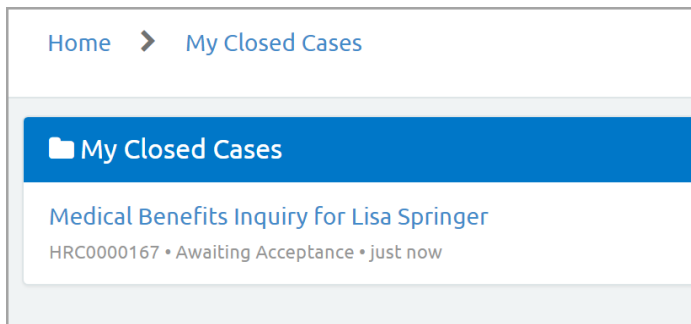 Home > My Closed Cases
My Closed Cases
Medical Benefits Inquiry for Lisa Springer
HRC0000167 • Awaiting Acceptance • just now